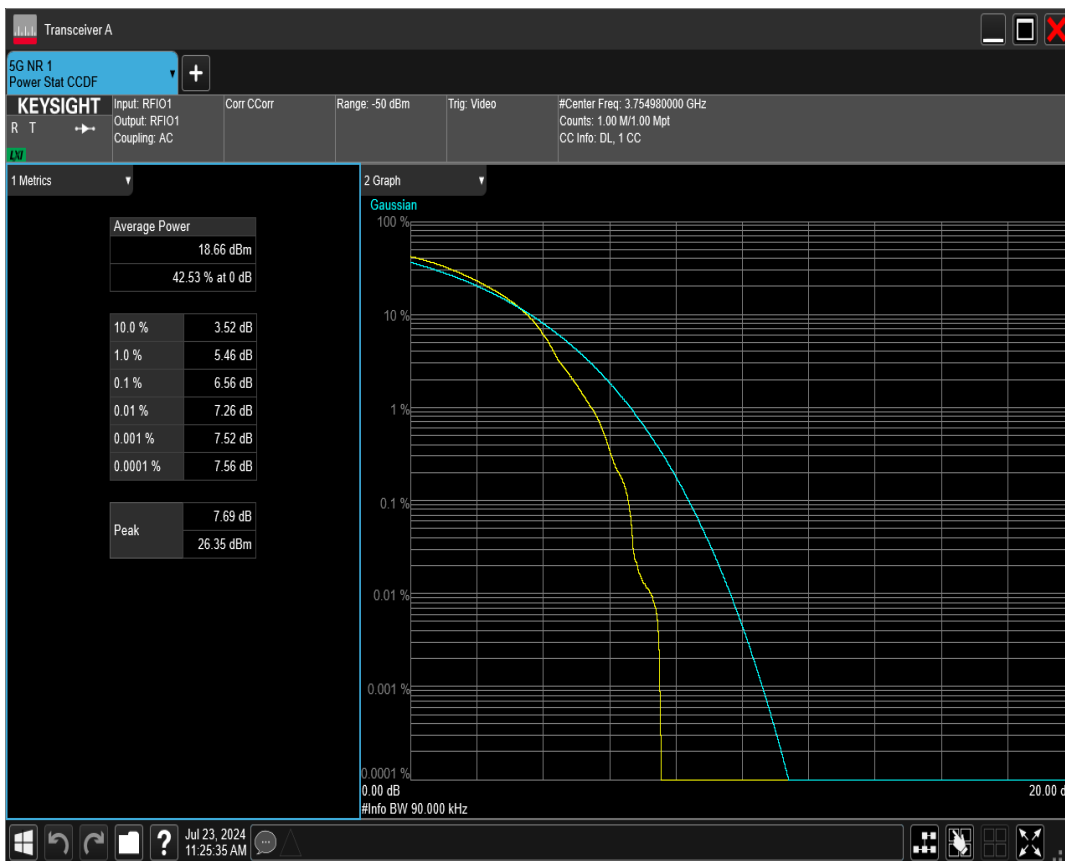 Transceiver A
5G NR 1
Power Stat CCDF
KEYSIGHT
R T
LXI
Input: RFIO1
Output: RFIO1
Coupling: AC
Corr CCorr
Range: -50 dBm
Trig: Video
#Center Freq: 3.754980000 GHz
Counts: 1.00 M/1.00 Mpt
CC Info: DL, 1 CC
1 Metrics
Average Power
18.66 dBm
42.53 % at 0 dB
10.0 % 3.52 dB
1.0 % 5.46 dB
0.1 % 6.56 dB
0.01 % 7.26 dB
0.001 % 7.52 dB
0.0001 % 7.56 dB
Peak 7.69 dB
26.35 dBm
2 Graph
Gaussian
100 %
10 %
1 %
0.1 %
0.01 %
0.001 %
0.0001 %
0.00 dB 20.00 d
#Info BW 90.000 kHz
Jul 23, 2024
11:25:35 AM